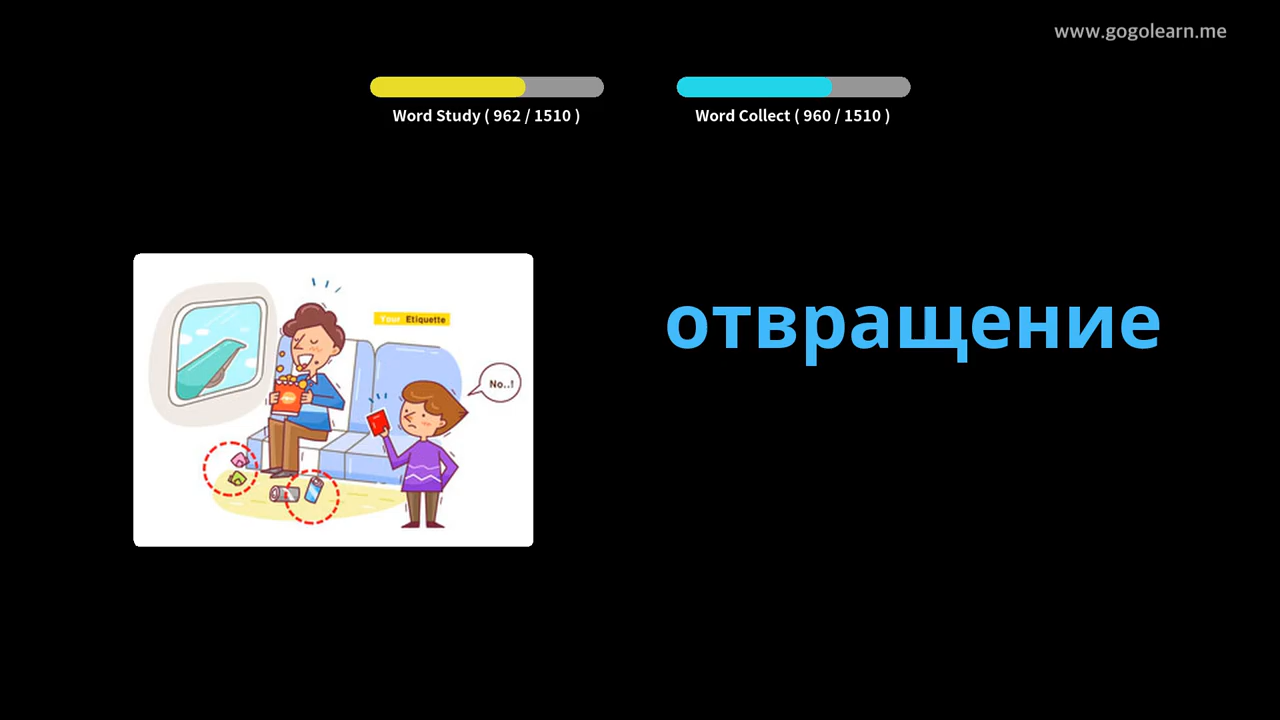 www.gogolearn.me
Word Study ( 962 / 1510 )
Word Collect ( 960 / 1510 )
Your Etiquette
No..!
отвращение